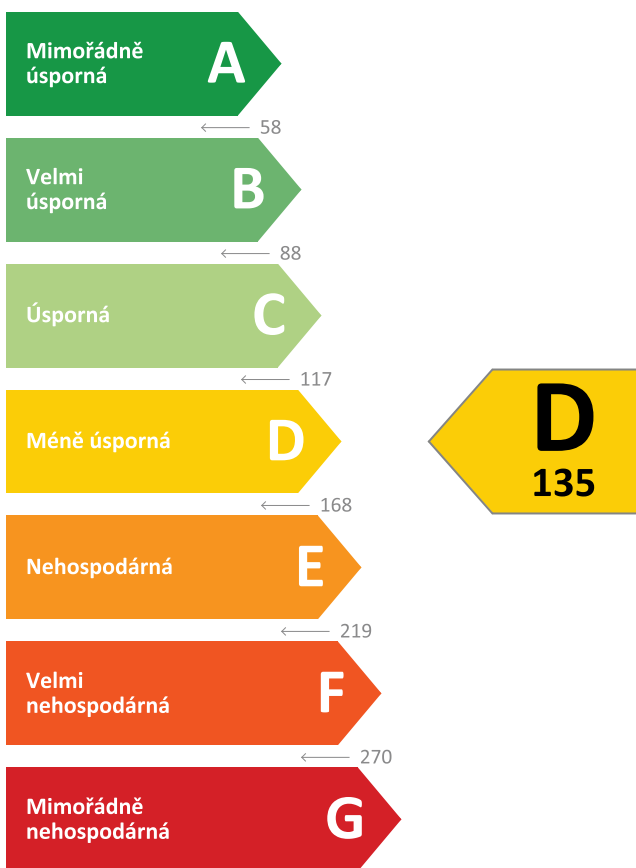 Mimořádně
úsporná
A
58
Velmi
úsporná
B
88
Úsporná
C
117
Méně úsporná
D
D
135
168
Nehospodárná
E
219
Velmi
nehospodárná
F
270
Mimořádně
nehospodárná
G